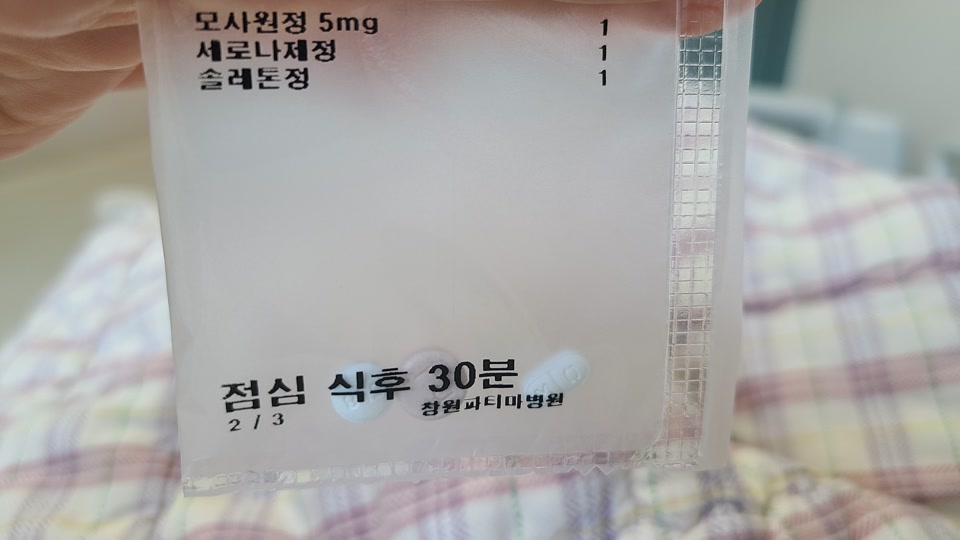 모사원정 5mg 1
세로나제정 1
솔레톤정 1
점심 식후 30분
2 / 3
창원파티마병원